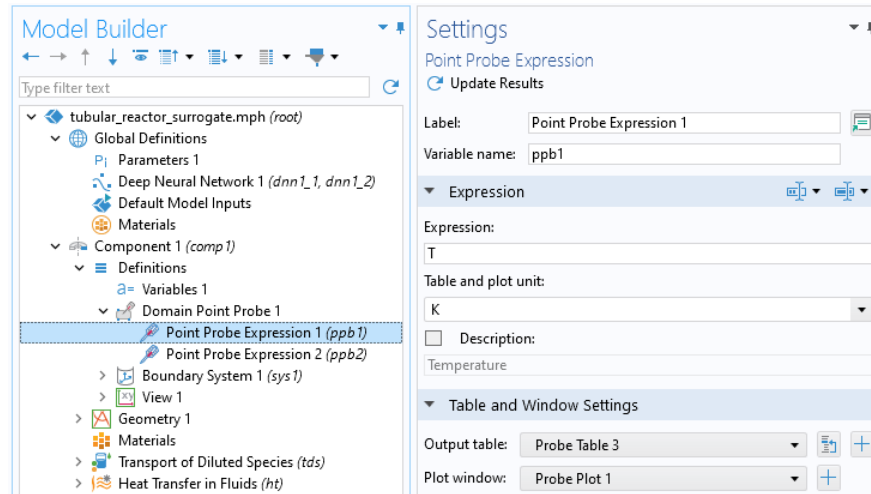 Model Builder
Type filter text
tubular_reactor_surrogate.mph (root)
Global Definitions
Pi Parameters 1
Deep Neural Network 1 (dnn1_1, dnn1_2)
Default Model Inputs
Materials
Component 1 (comp1)
Definitions
a= Variables 1
Domain Point Probe 1
Point Probe Expression 1 (ppb1)
Point Probe Expression 2 (ppb2)
Boundary System 1 (sys1)
xy View 1
Geometry 1
Materials
Transport of Diluted Species (tds)
Heat Transfer in Fluids (ht)
Settings
Point Probe Expression
Update Results
Label: Point Probe Expression 1
Variable name: ppb1
Expression
Expression:
T
Table and plot unit:
K
Description:
Temperature
Table and Window Settings
Output table: Probe Table 3
Plot window: Probe Plot 1